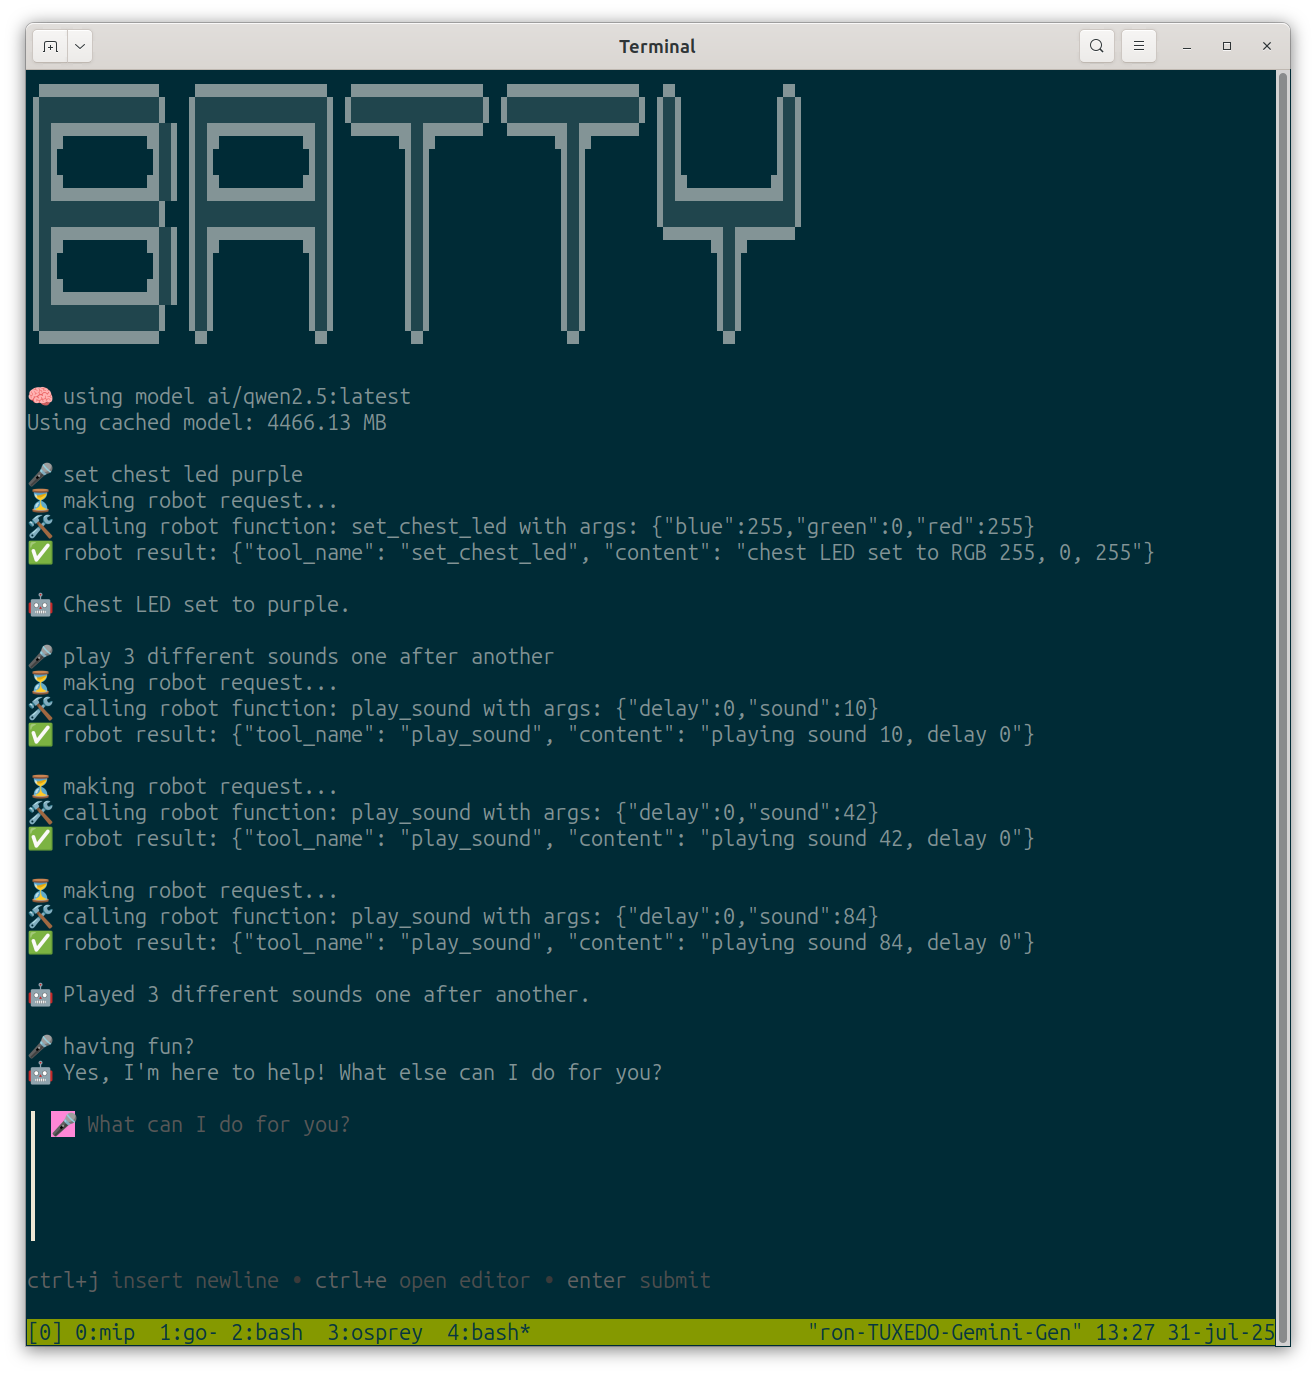 Terminal
BATTY
🧠 using model ai/qwen2.5:latest
Using cached model: 4466.13 MB
🎤 set chest led purple
⏳ making robot request...
🛠 calling robot function: set_chest_led with args: {"blue":255,"green":0,"red":255}
✅ robot result: {"tool_name": "set_chest_led", "content": "chest LED set to RGB 255, 0, 255"}
🤖 Chest LED set to purple.
🎤 play 3 different sounds one after another
⏳ making robot request...
🛠 calling robot function: play_sound with args: {"delay":0,"sound":10}
✅ robot result: {"tool_name": "play_sound", "content": "playing sound 10, delay 0"}
⏳ making robot request...
🛠 calling robot function: play_sound with args: {"delay":0,"sound":42}
✅ robot result: {"tool_name": "play_sound", "content": "playing sound 42, delay 0"}
⏳ making robot request...
🛠 calling robot function: play_sound with args: {"delay":0,"sound":84}
✅ robot result: {"tool_name": "play_sound", "content": "playing sound 84, delay 0"}
🤖 Played 3 different sounds one after another.
🎤 having fun?
🤖 Yes, I'm here to help! What else can I do for you?
🎤 What can I do for you?
ctrl+j insert newline • ctrl+e open editor • enter submit
[0] 0:mip  1:go- 2:bash  3:osprey  4:bash* "ron-TUXEDO-Gemini-Gen" 13:27 31-jul-25